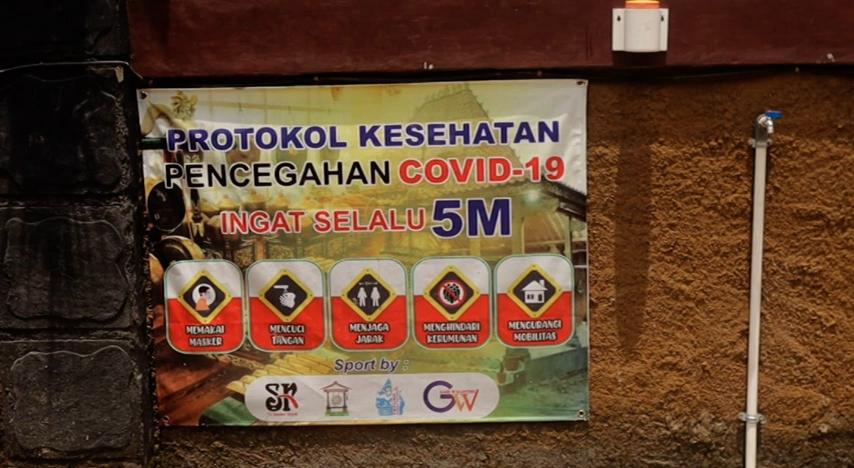 PROTOKOL KESEHATAN
PENCEGAHAN COVID-19
INGAT SELALU 5M
MEMAKAI MASKER
MENCUCI TANGAN
MENJAGA JARAK
MENGHINDARI KERUMUNAN
MENGURANGI MOBILITAS
Sport by :
SR
GW